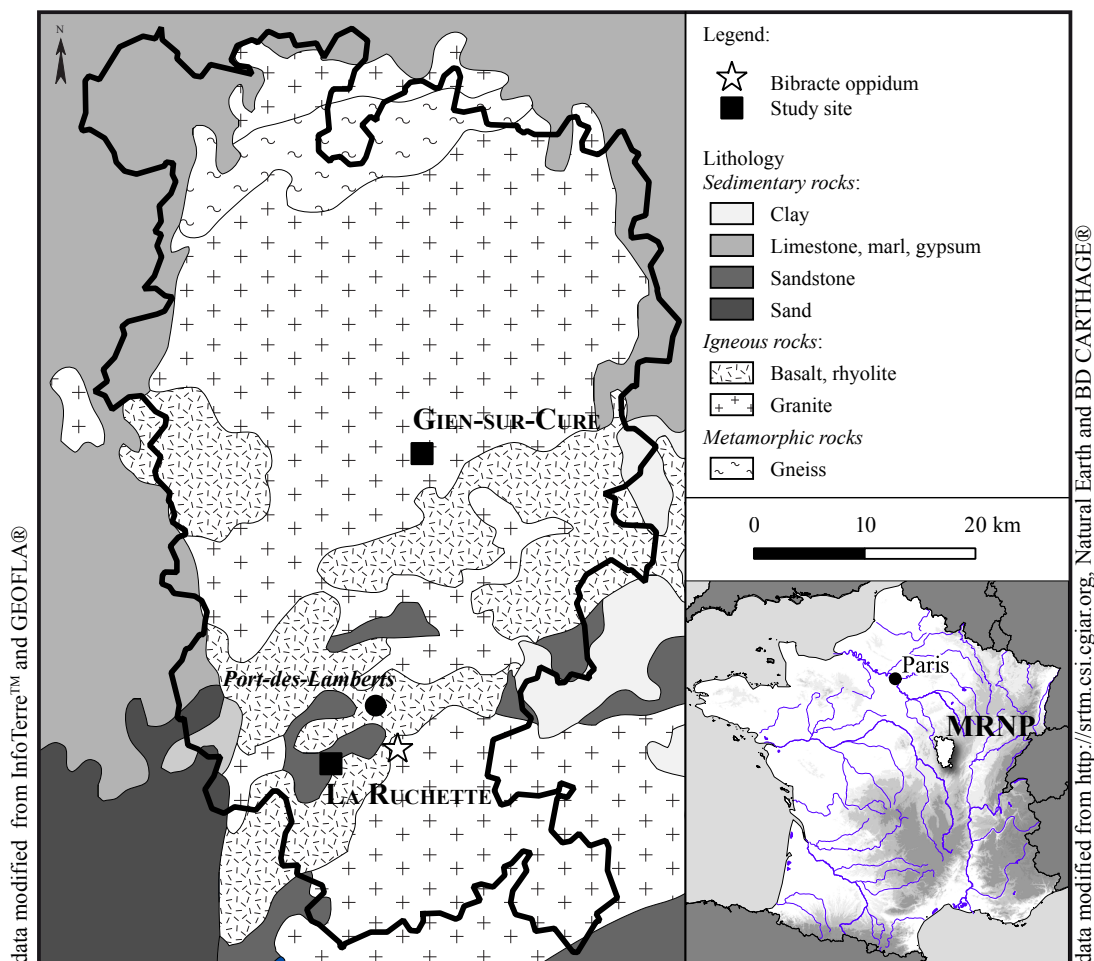 N
GIEN-SUR-CURE
Port-des-Lamberts
LA RUCHETTE
Legend:
Bibracte oppidum
Study site
Lithology
Sedimentary rocks:
Clay
Limestone, marl, gypsum
Sandstone
Sand
Igneous rocks:
Basalt, rhyolite
Granite
Metamorphic rocks
Gneiss
0 10 20 km
Paris
MRNP
data modified from InfoTerre™ and GEOFLA®
data modified from http://srtm.csi.cgiar.org, Natural Earth and BD CARTHAGE®